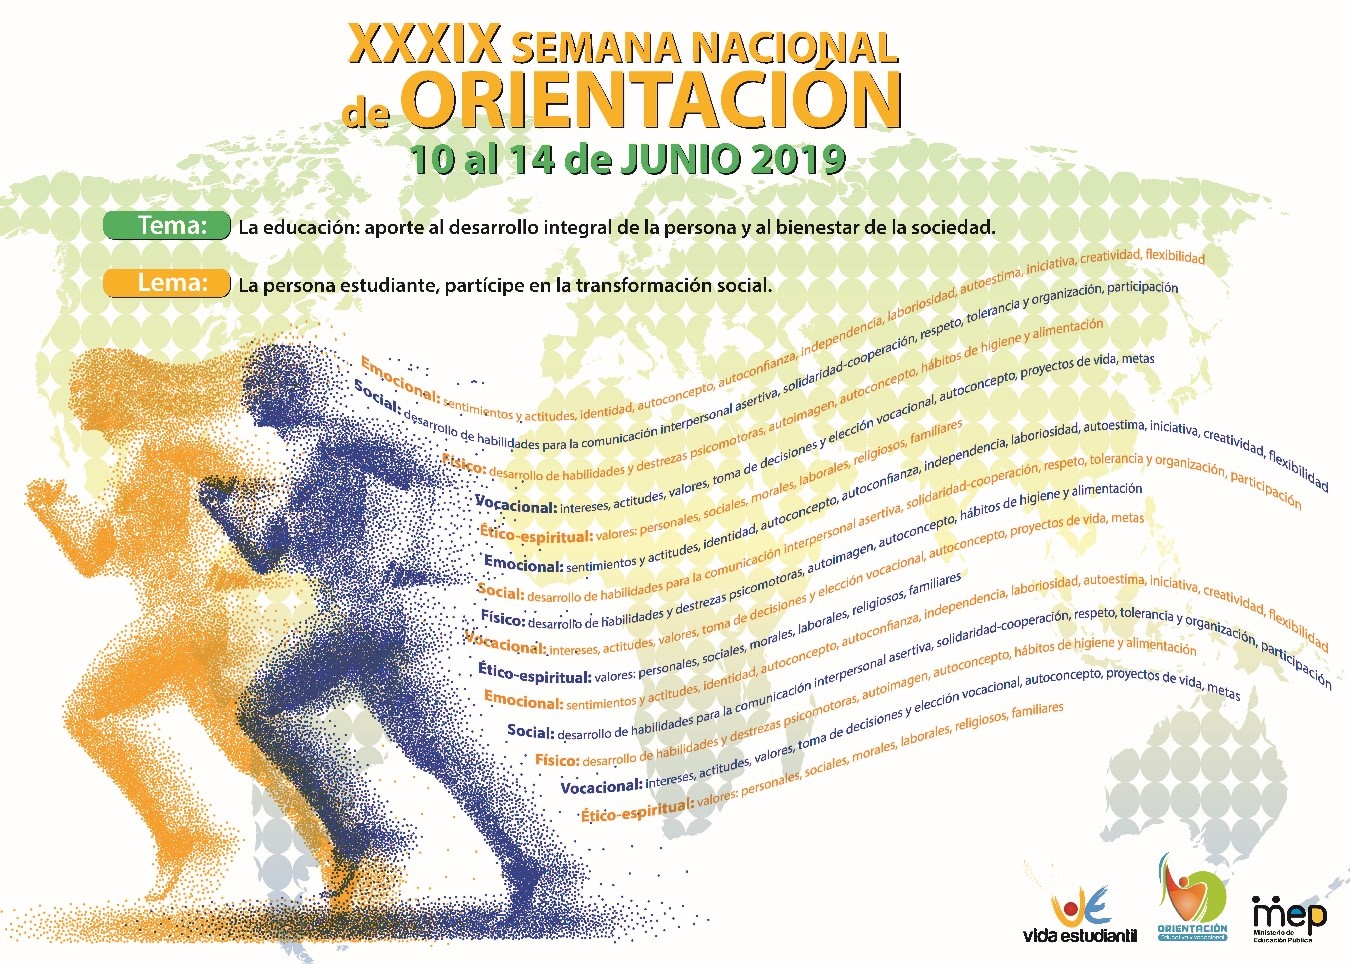 XXXIX SEMANA NACIONAL
de ORIENTACIÓN
10 al 14 de JUNIO 2019
Tema: La educación: aporte al desarrollo integral de la persona y al bienestar de la sociedad.
Lema: La persona estudiante, partícipe en la transformación social.
Emocional: sentimientos y actitudes, identidad, autoconcepto, autoconfianza, independencia, laboriosidad, autoestima, iniciativa, creatividad, flexibilidad
Social: desarrollo de habilidades para la comunicación interpersonal asertiva, solidaridad-cooperación, respeto, tolerancia y organización, participación
Físico: desarrollo de habilidades y destrezas psicomotoras, autoimagen, autoconcepto, hábitos de higiene y alimentación
Vocacional: intereses, actitudes, valores, toma de decisiones y elección vocacional, autoconcepto, proyectos de vida, metas
Ético-espiritual: valores: personales, sociales, morales, laborales, religiosos, familiares
Emocional: sentimientos y actitudes, identidad, autoconcepto, autoconfianza, independencia, laboriosidad, autoestima, iniciativa, creatividad, flexibilidad
Social: desarrollo de habilidades para la comunicación interpersonal asertiva, solidaridad-cooperación, respeto, tolerancia y organización, participación
Físico: desarrollo de habilidades y destrezas psicomotoras, autoimagen, autoconcepto, hábitos de higiene y alimentación
Vocacional: intereses, actitudes, valores, toma de decisiones y elección vocacional, autoconcepto, proyectos de vida, metas
Ético-espiritual: valores: personales, sociales, morales, laborales, religiosos, familiares
Emocional: sentimientos y actitudes, identidad, autoconcepto, autoconfianza, independencia, laboriosidad, autoestima, iniciativa, creatividad, flexibilidad
Social: desarrollo de habilidades para la comunicación interpersonal asertiva, solidaridad-cooperación, respeto, tolerancia y organización, participación
Físico: desarrollo de habilidades y destrezas psicomotoras, autoimagen, autoconcepto, hábitos de higiene y alimentación
Vocacional: intereses, actitudes, valores, toma de decisiones y elección vocacional, autoconcepto, proyectos de vida, metas
Ético-espiritual: valores: personales, sociales, morales, laborales, religiosos, familiares
vida estudiantil
ORIENTACIÓN
Educativa y Vocacional
mep
Ministerio de
Educación Pública